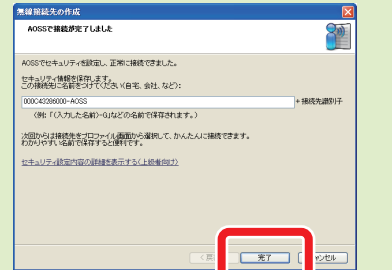 無線接続先の作成
AOSSで接続が完了しました
AOSSでセキュリティを設定し、正常に接続できました。
セキュリティ情報を保存します。
この接続先に名前をつけてください(自宅、会社、など):
000C43286000-AOSS
+ 接続先識別子
(例:「(入力した名前)-G」などの名前で保存されます。)
次回からは接続先をプロファイル画面から選択して、かんたんに接続できます。
わかりやすい名前で保存すると便利です。
セキュリティ設定内容の詳細を表示する(上級者向け)
完了